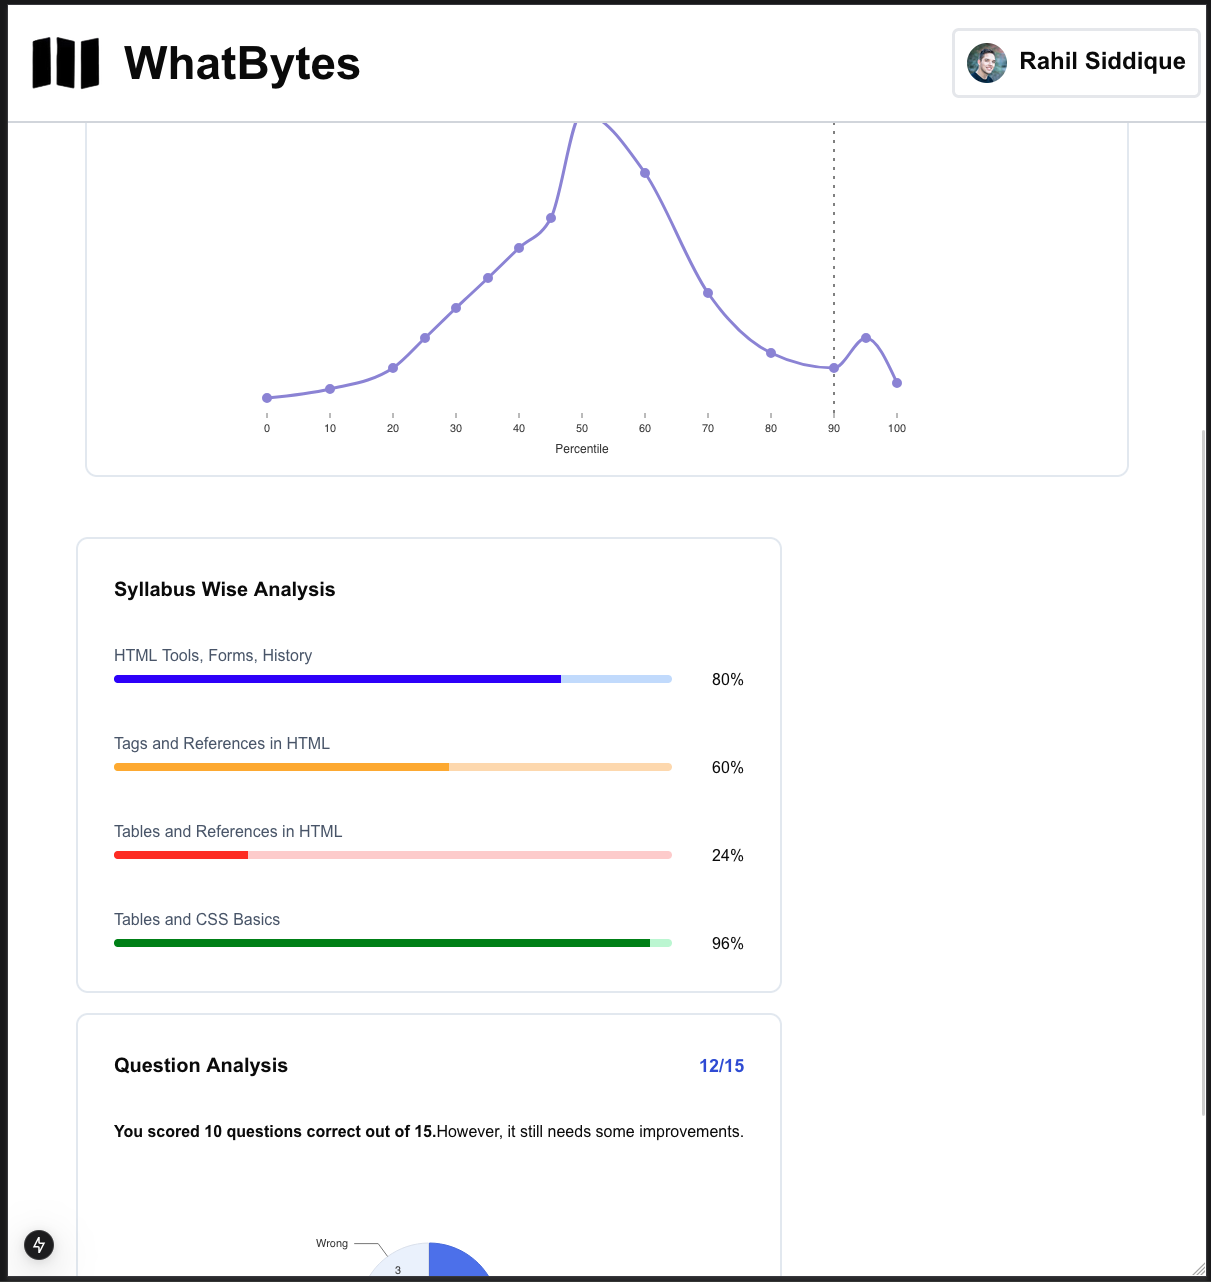 WhatBytes
Rahil Siddique
0 10 20 30 40 50 60 70 80 90 100
Percentile
Syllabus Wise Analysis
HTML Tools, Forms, History
80%
Tags and References in HTML
60%
Tables and References in HTML
24%
Tables and CSS Basics
96%
Question Analysis 12/15
You scored 10 questions correct out of 15.However, it still needs some improvements.
Wrong
3